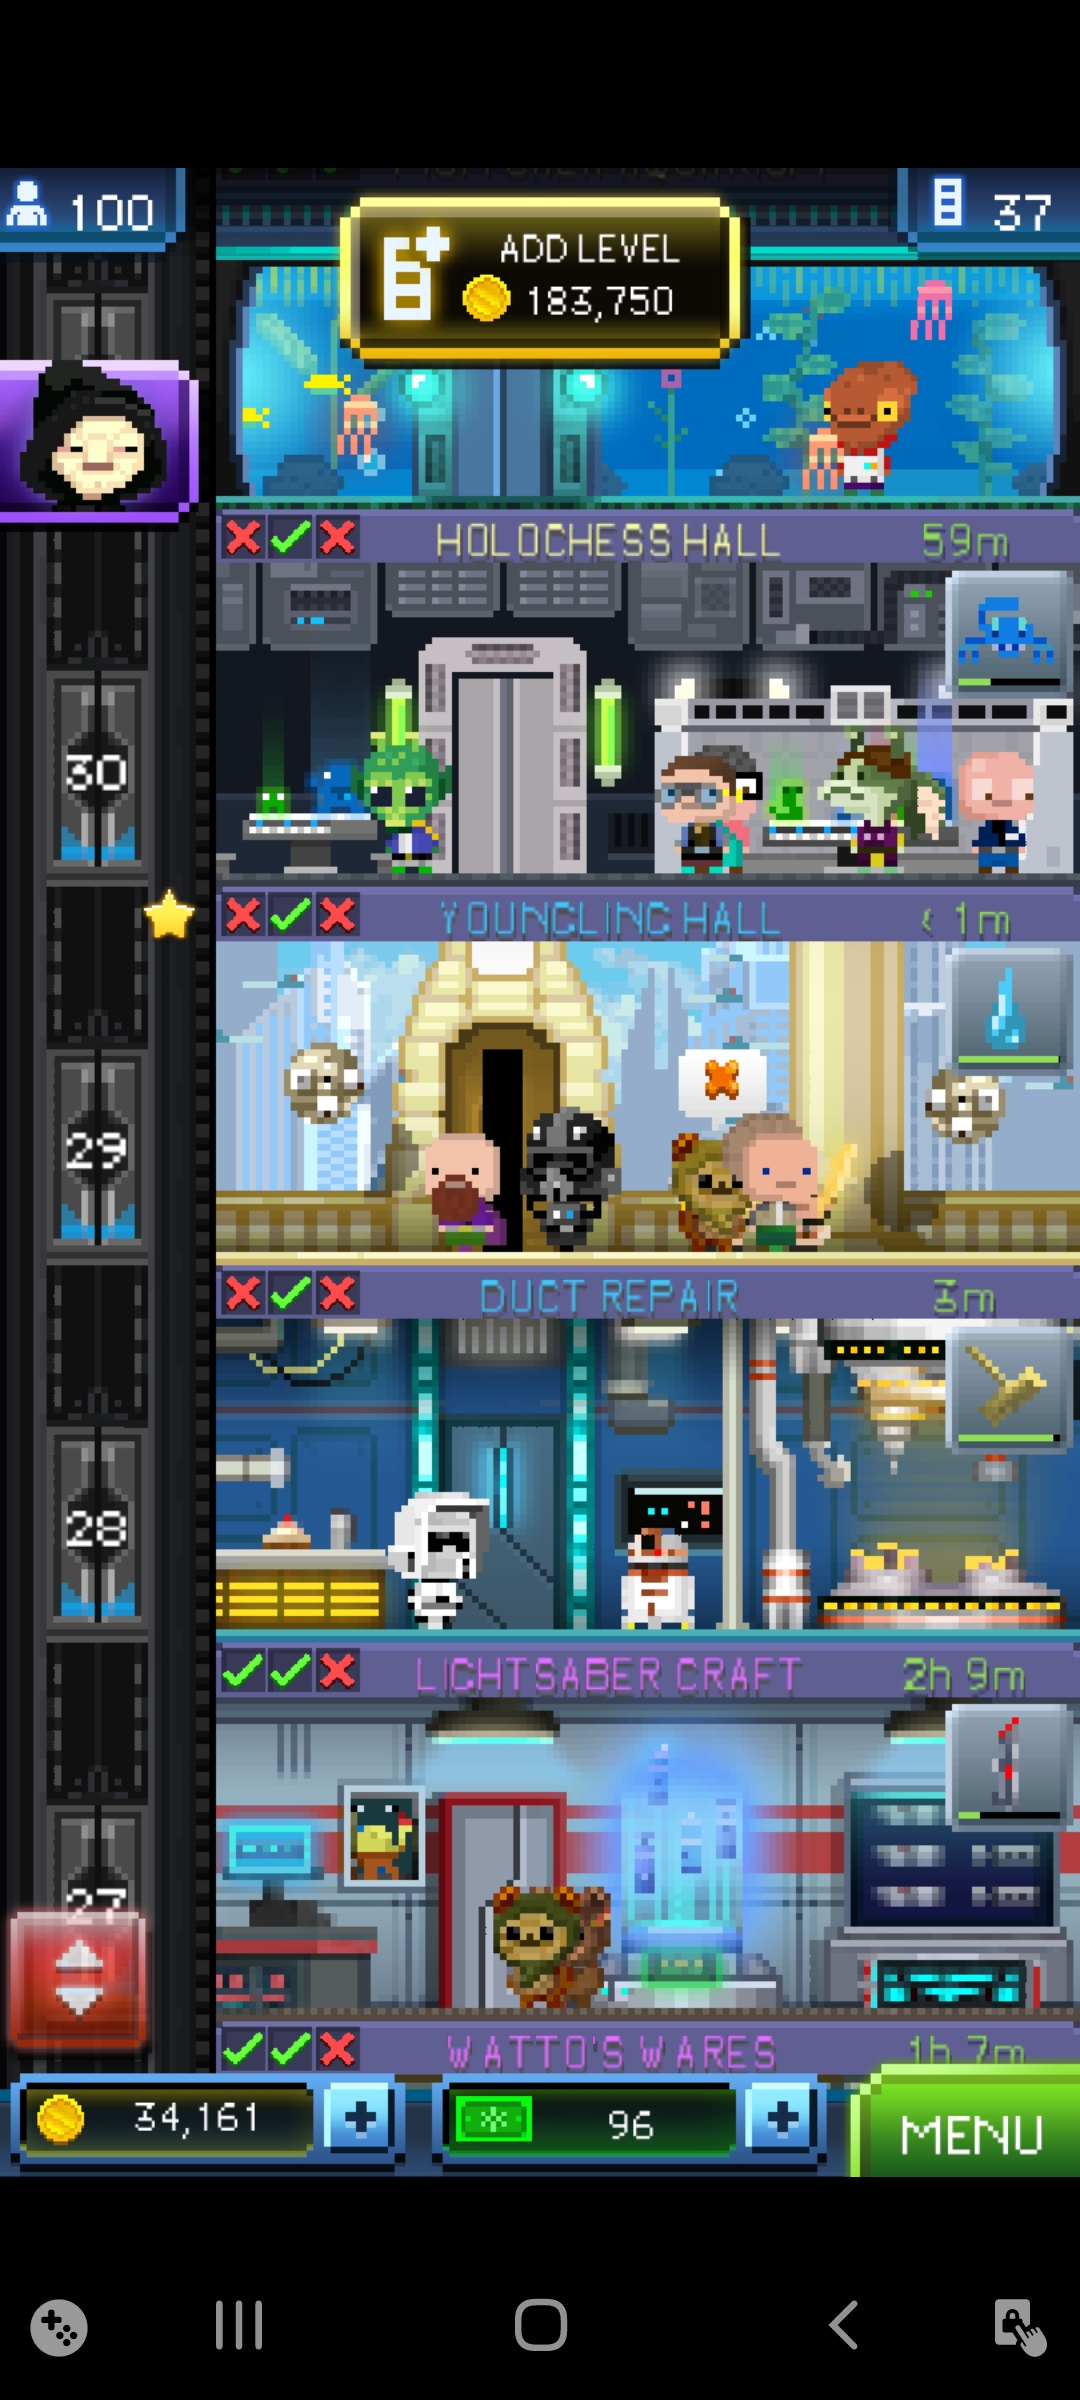 100
37
ADD LEVEL
183,750
HOLOCHESS HALL 59m
30
YOUNGLING HALL < 1m
29
DUCT REPAIR 3m
28
LIGHTSABER CRAFT 2h 9m
27
WATTO'S WARES 1h 7m
34,161
96
MENU